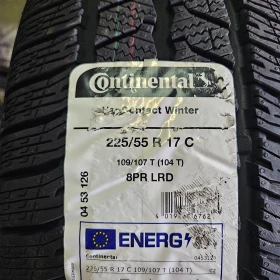 Continental
Contact Winter
225/55 R 17 C
109/107 T (104 T)
8PR LRD
04 53 126
ENERG
Continental
225/55 R 17 C 109/107 T (104 T)
C2